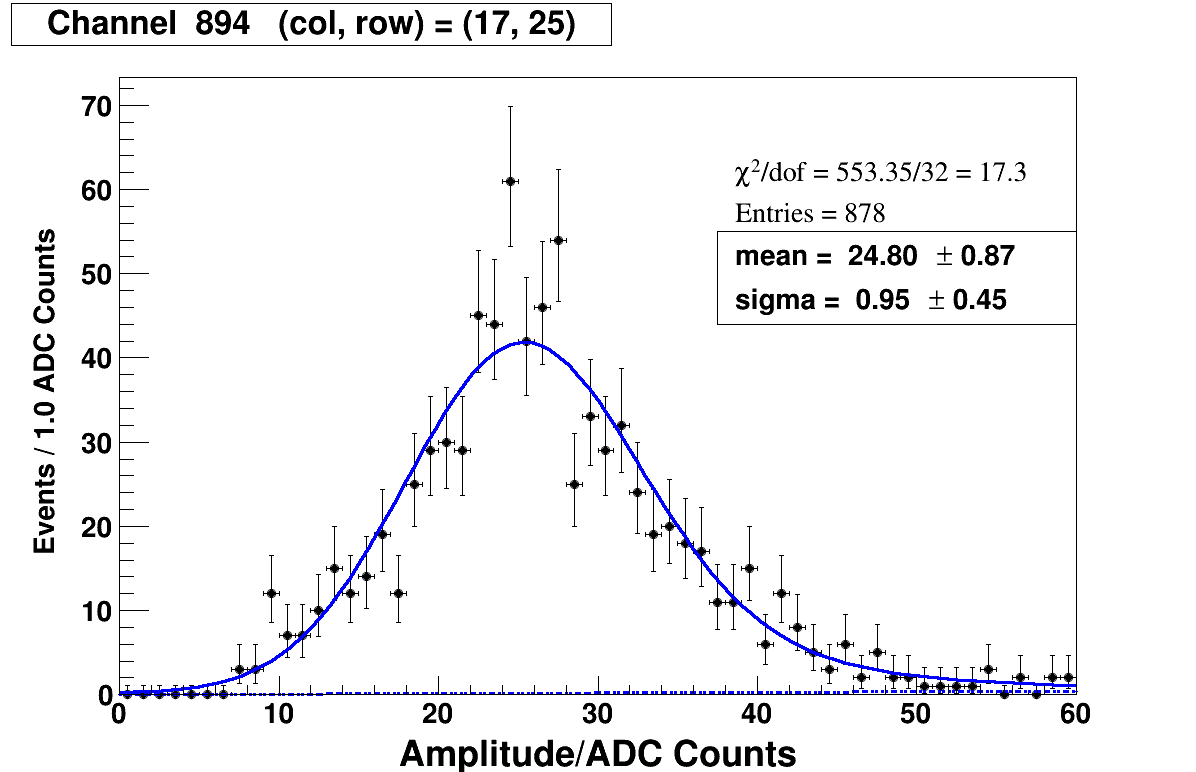 Channel  894   (col, row) = (17, 25)
χ²/dof = 553.35/32 = 17.3
Entries = 878
mean =  24.80  ± 0.87
sigma =  0.95  ± 0.45
Events / 1.0 ADC Counts
70
60
50
40
30
20
10
0
0 10 20 30 40 50 60
Amplitude/ADC Counts